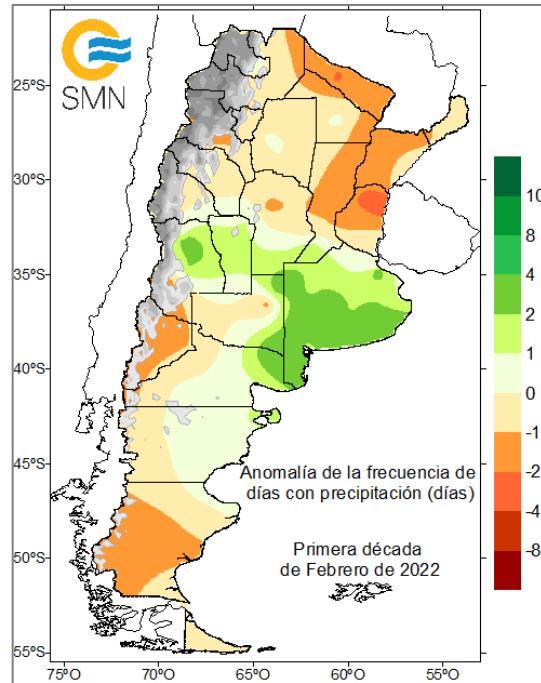 SMN
25°S
30°S
35°S
40°S
45°S
50°S
55°S
75°O
70°O
65°O
60°O
55°O
Anomalía de la frecuencia de
días con precipitación (días)
Primera década
de Febrero de 2022
10
8
4
2
1
0
-1
-2
-4
-8